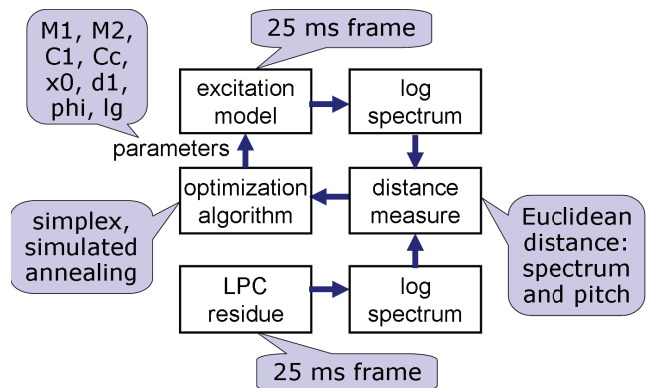 M1, M2,
C1, Cc,
x0, d1,
phi, lg
25 ms frame
excitation
model
log
spectrum
parameters
optimization
algorithm
distance
measure
simplex,
simulated
annealing
Euclidean
distance:
spectrum
and pitch
LPC
residue
log
spectrum
25 ms frame